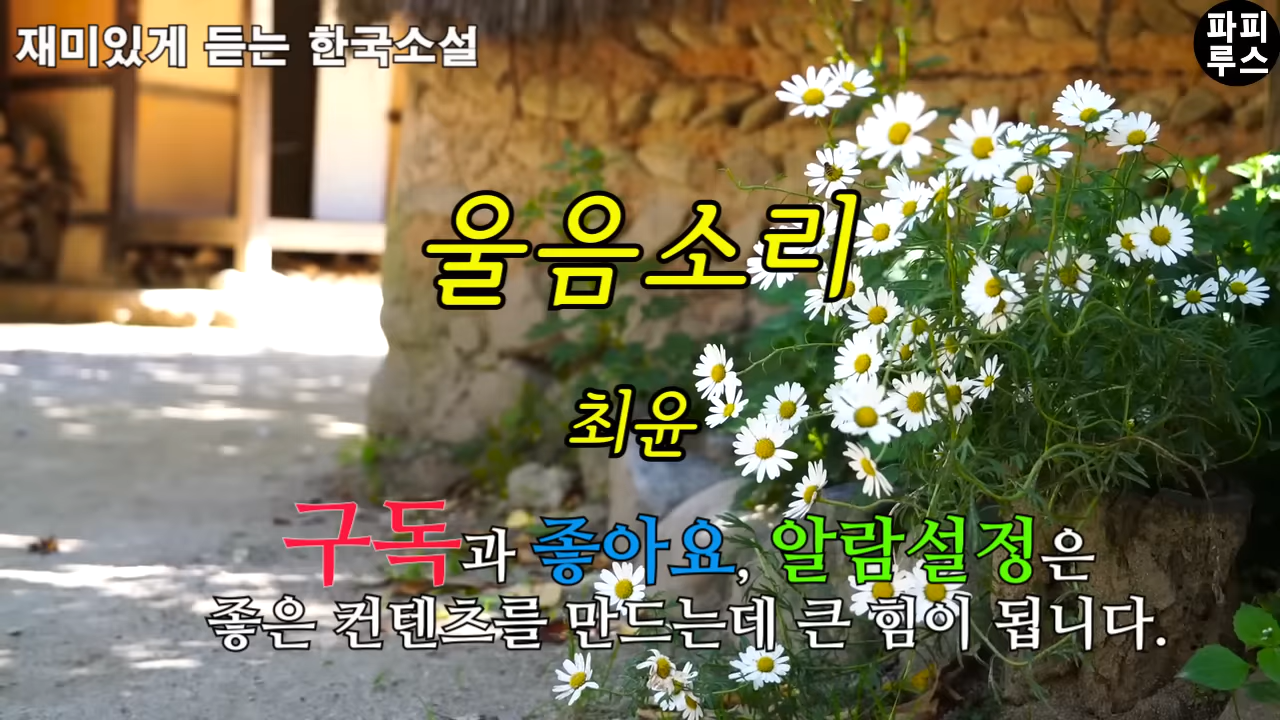 재미있게 듣는 한국소설
파피
루스
울음소리
최윤
구독과 좋아요, 알람설정은
좋은 컨텐츠를 만드는데 큰 힘이 됩니다.